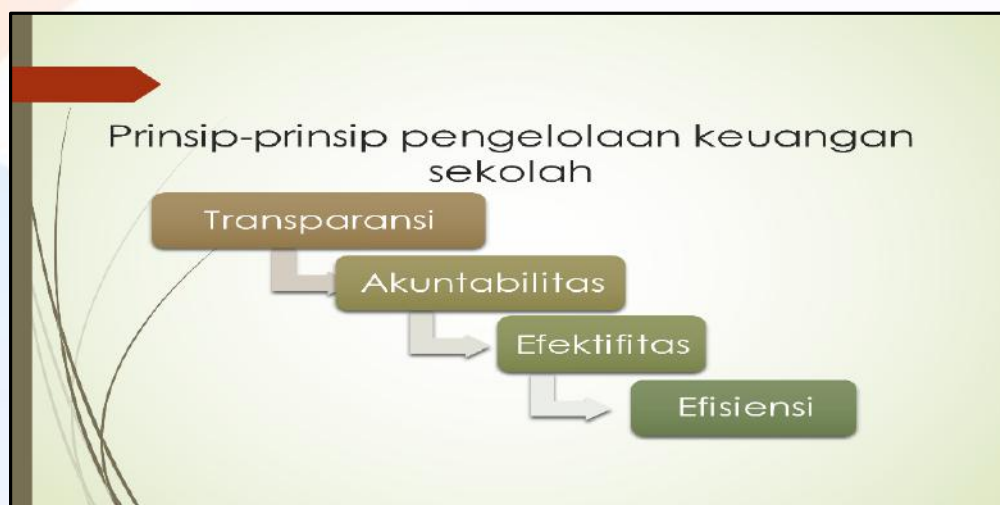 Prinsip-prinsip pengelolaan keuangan
sekolah
Transparansi
Akuntabilitas
Efektifitas
Efisiensi